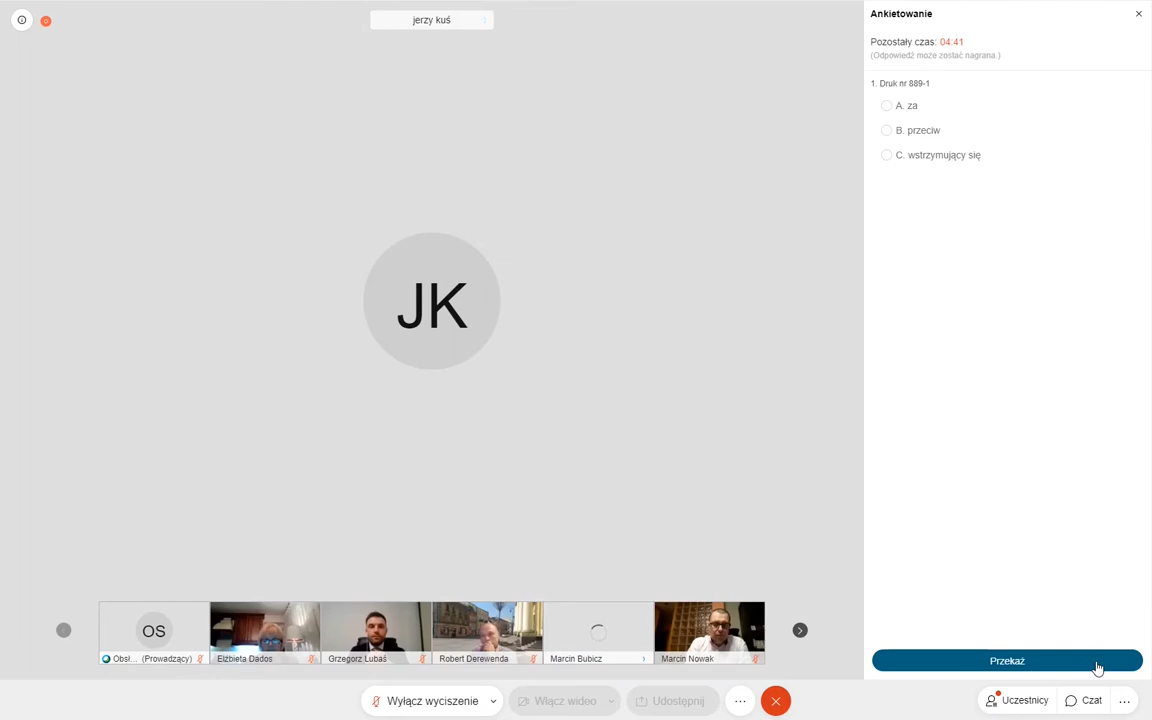 jerzy kuś
Ankietowanie
Pozostały czas: 04:41
(Odpowiedź może zostać nagrana.)
1. Druk nr 889-1
A. za
B. przeciw
C. wstrzymujący się
JK
OS
Obsł... (Prowadzący)
Elżbieta Dados
Grzegorz Lubaś
Robert Derewenda
Marcin Bubicz
Marcin Nowak
Przekaż
Wyłącz wyciszenie
Włącz wideo
Udostępnij
Uczestnicy
Czat